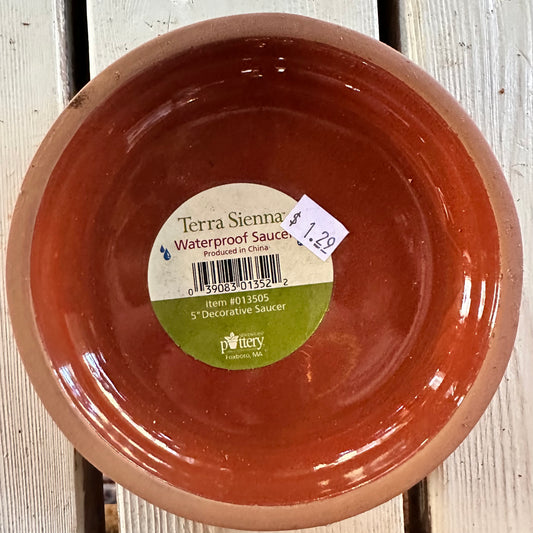 Terra Sienna
Waterproof Saucer
$1.29
Produced in China
0 39083 01352 2
Item #013505
5" Decorative Saucer
pottery
Foxboro, MA